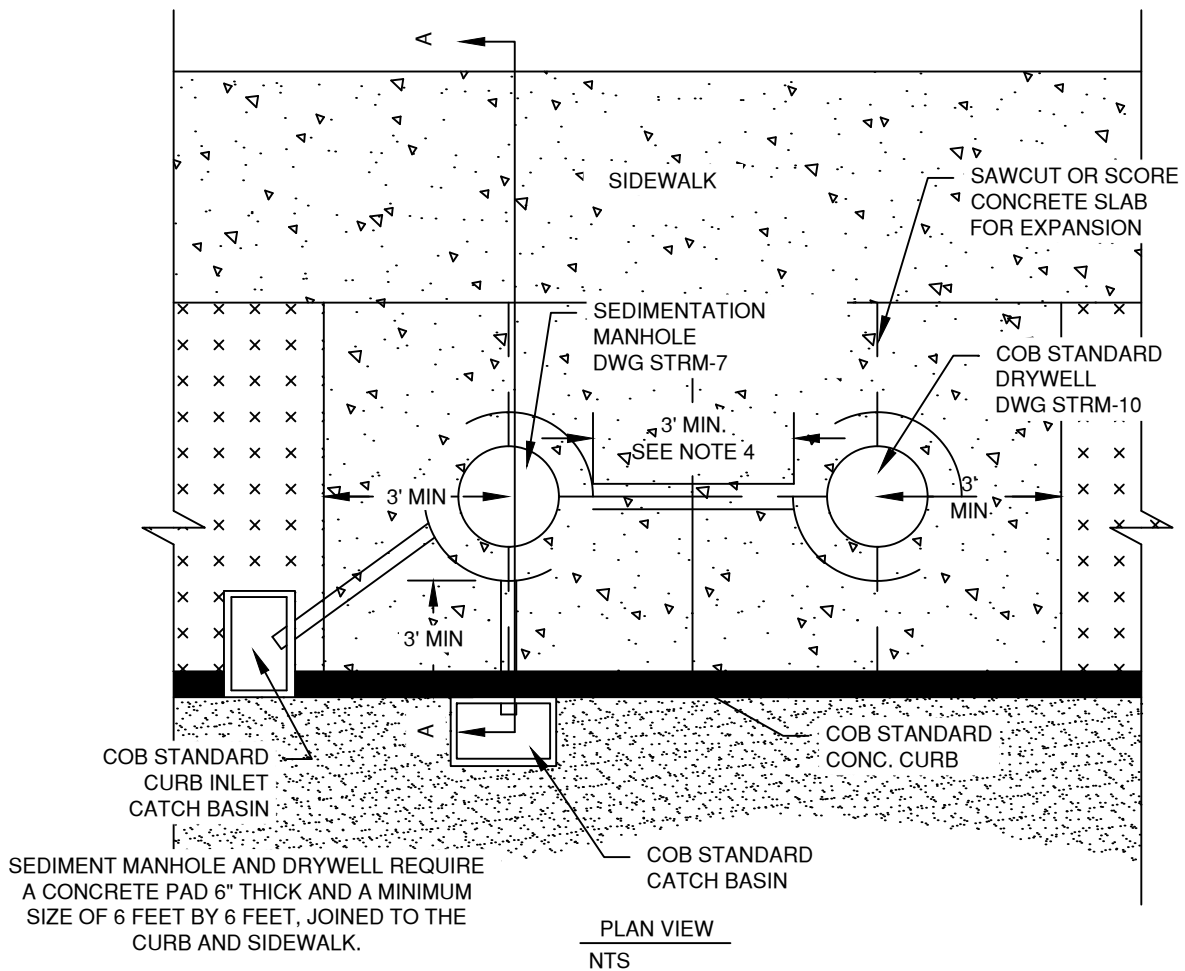 A
SIDEWALK
SAWCUT OR SCORE
CONCRETE SLAB
FOR EXPANSION
SEDIMENTATION
MANHOLE
DWG STRM-7
COB STANDARD
DRYWELL
DWG STRM-10
3' MIN.
SEE NOTE 4
3' MIN
3'
MIN
3' MIN
A
COB STANDARD
CURB INLET
CATCH BASIN
COB STANDARD
CONC. CURB
COB STANDARD
CATCH BASIN
SEDIMENT MANHOLE AND DRYWELL REQUIRE
A CONCRETE PAD 6" THICK AND A MINIMUM
SIZE OF 6 FEET BY 6 FEET, JOINED TO THE
CURB AND SIDEWALK.
PLAN VIEW
NTS